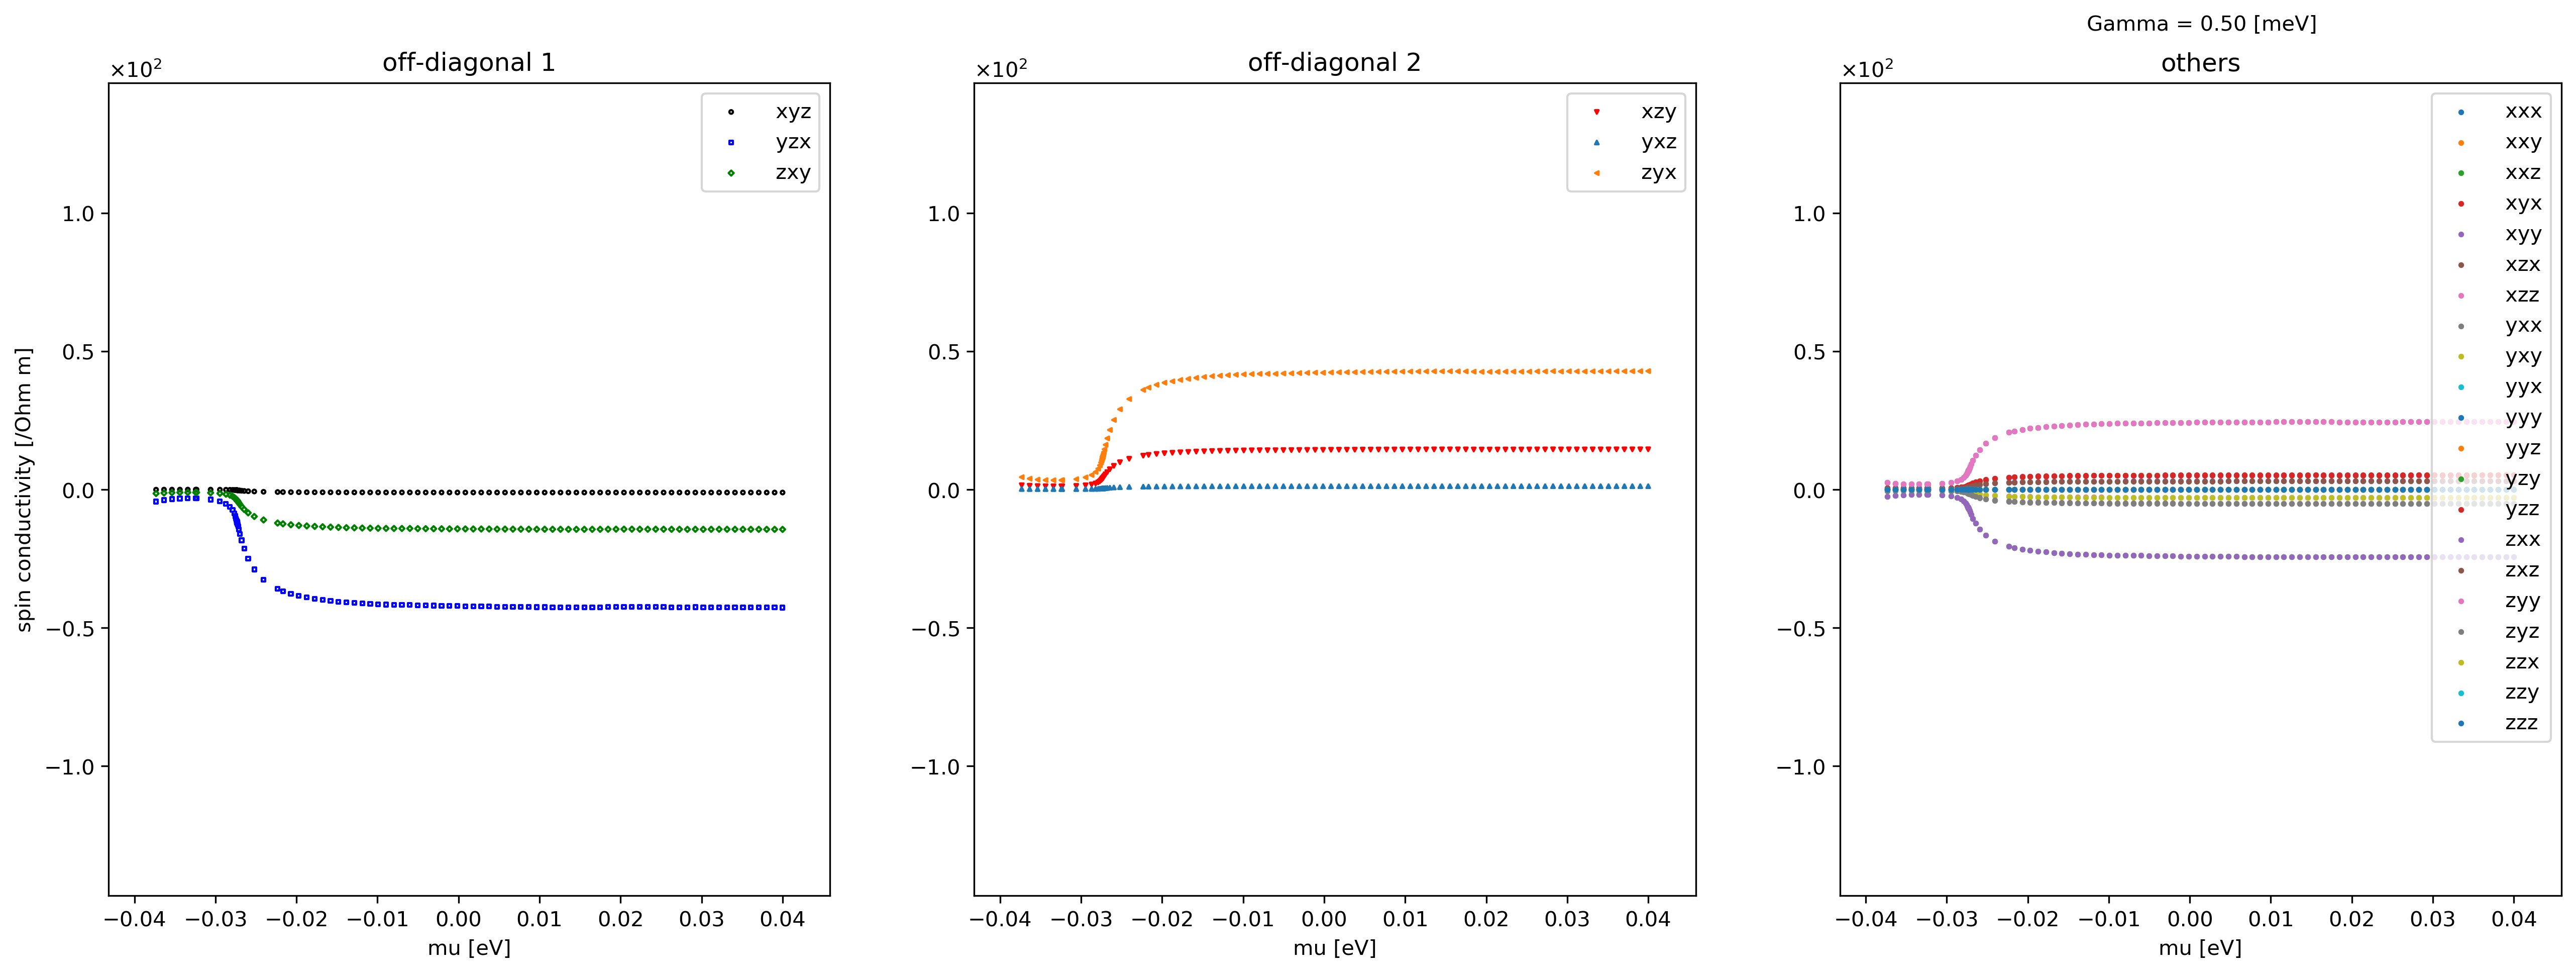 Gamma = 0.50 [meV]
off-diagonal 1
×10²
xyz
yzx
zxy
1.0
0.5
0.0
−0.5
−1.0
spin conductivity [/Ohm m]
−0.04 −0.03 −0.02 −0.01 0.00 0.01 0.02 0.03 0.04
mu [eV]
off-diagonal 2
×10²
xzy
yxz
zyx
1.0
0.5
0.0
−0.5
−1.0
−0.04 −0.03 −0.02 −0.01 0.00 0.01 0.02 0.03 0.04
mu [eV]
others
×10²
xxx
xxy
xxz
xyx
xyy
xzx
xzz
yxx
yxy
yyx
yyy
yyz
yzy
yzz
zxx
zxz
zyy
zyz
zzx
zzy
zzz
1.0
0.5
0.0
−0.5
−1.0
−0.04 −0.03 −0.02 −0.01 0.00 0.01 0.02 0.03 0.04
mu [eV]